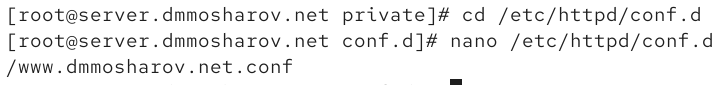 [root@server.dmmosharov.net private]# cd /etc/httpd/conf.d
[root@server.dmmosharov.net conf.d]# nano /etc/httpd/conf.d
/www.dmmosharov.net.conf